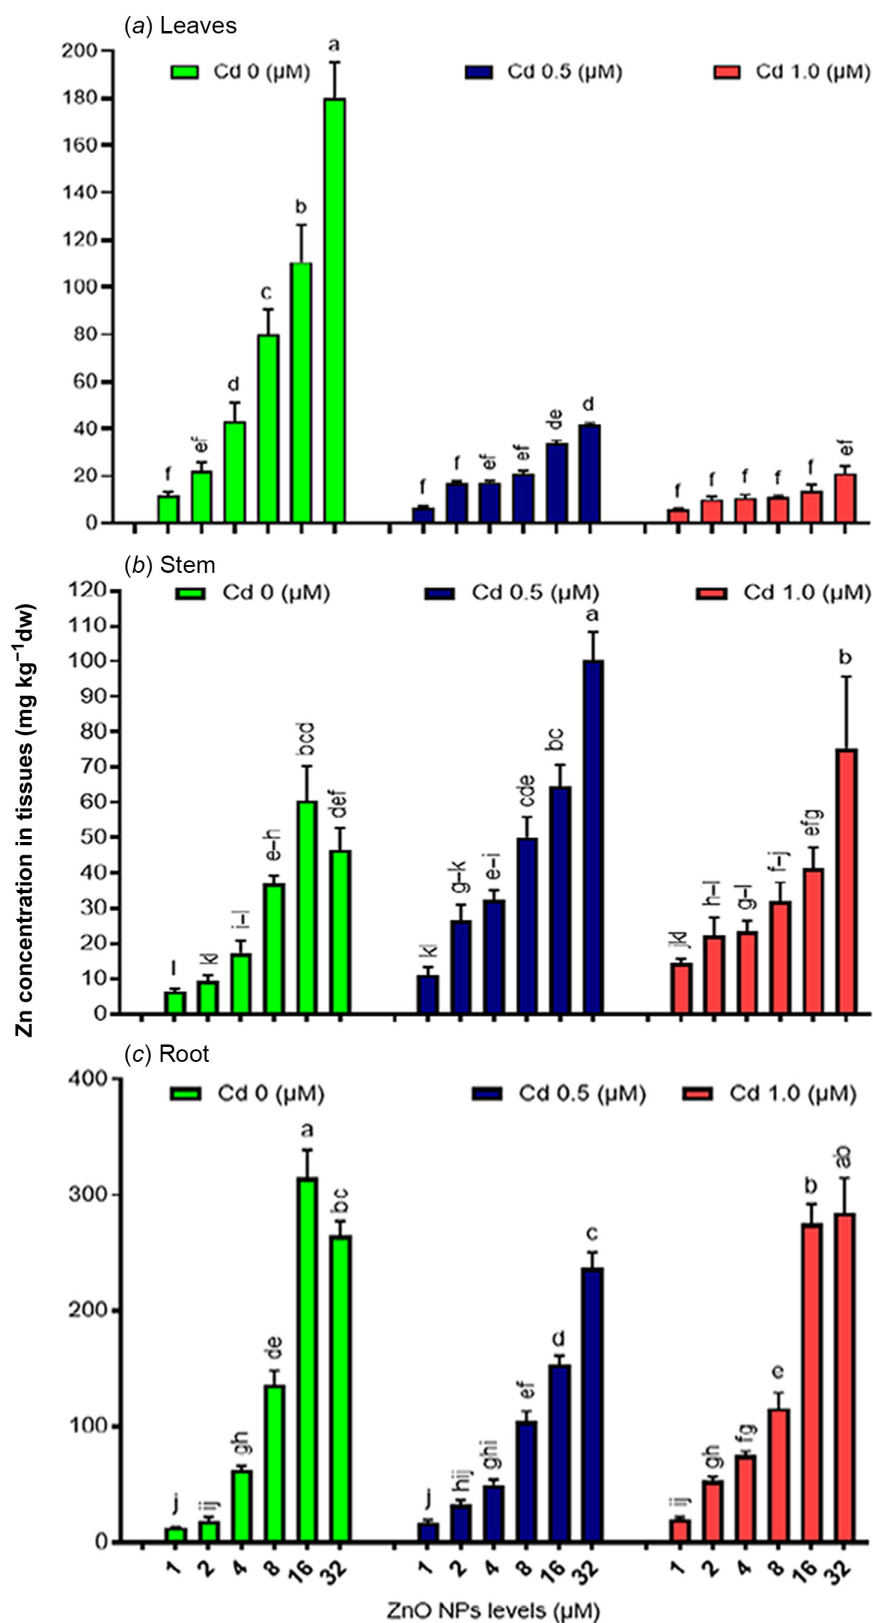 (a) Leaves
Cd 0 (µM) Cd 0.5 (µM) Cd 1.0 (µM)
200
180
160
140
120
100
80
60
40
20
0
f ef d c b a f f ef ef de d f f f f f ef
(b) Stem
Cd 0 (µM) Cd 0.5 (µM) Cd 1.0 (µM)
120
110
100
90
80
70
60
50
40
30
20
10
0
l kl i–l e–h bcd def kl g–k e–i cde bc a jkl h–l g–l f–j efg b
Zn concentration in tissues (mg kg⁻¹dw)
(c) Root
Cd 0 (µM) Cd 0.5 (µM) Cd 1.0 (µM)
400
300
200
100
0
j ij gh de a bc j hij ghi ef d c ij gh fg e b ab
1 2 4 8 16 32 1 2 4 8 16 32 1 2 4 8 16 32
ZnO NPs levels (µM)